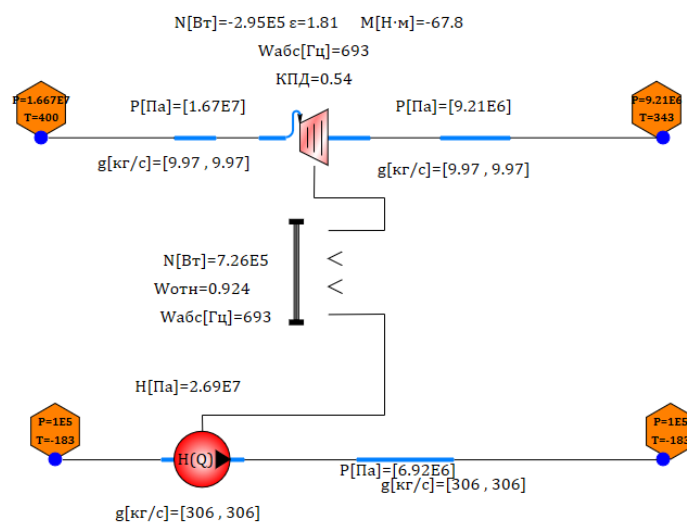 N[Вт]=-2.95E5 ε=1.81 M[Н·м]=-67.8
Wабс[Гц]=693
КПД=0.54
P=1.667E7
T=400
P[Па]=[1.67E7]
P[Па]=[9.21E6]
P=9.21E6
T=343
g[кг/с]=[9.97 , 9.97]
g[кг/с]=[9.97 , 9.97]
N[Вт]=7.26E5
Wотн=0.924
Wабс[Гц]=693
H[Па]=2.69E7
P=1E5
T=-183
H(Q)
P=1E5
T=-183
P[Па]=[6.92E6]
g[кг/с]=[306 , 306]
g[кг/с]=[306 , 306]